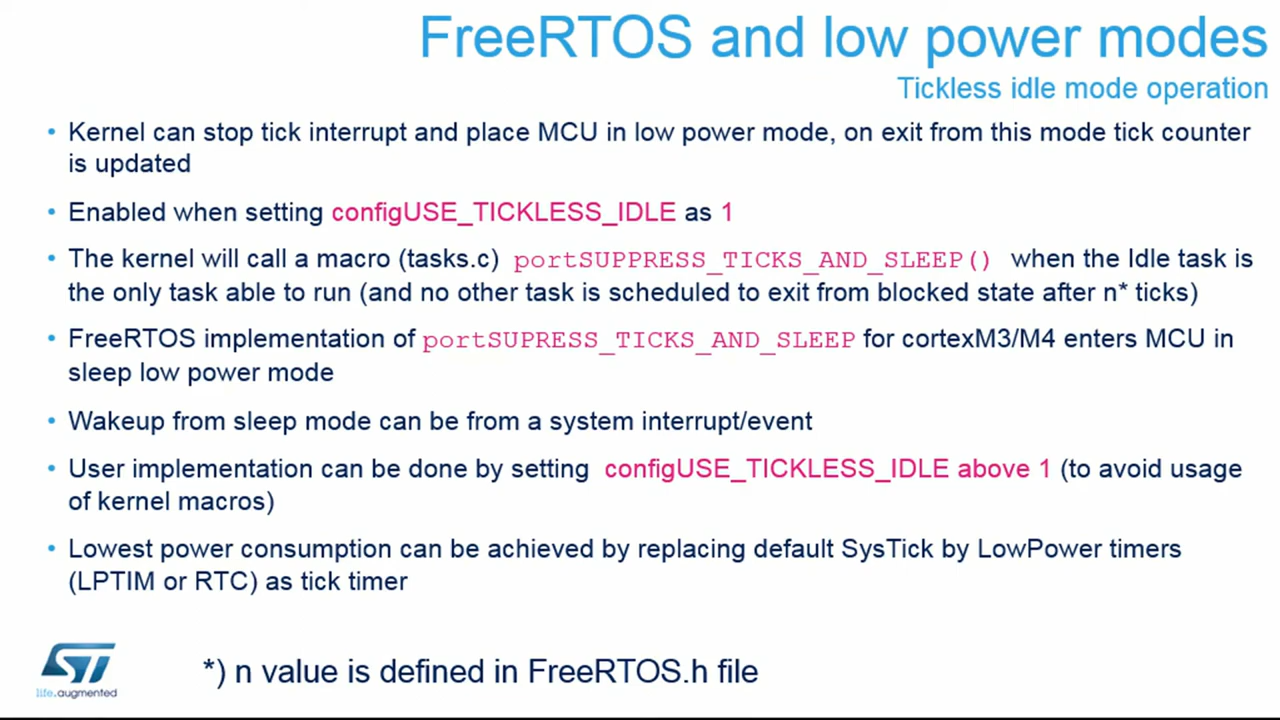 FreeRTOS and low power modes
Tickless idle mode operation
• Kernel can stop tick interrupt and place MCU in low power mode, on exit from this mode tick counter
is updated
• Enabled when setting configUSE_TICKLESS_IDLE as 1
• The kernel will call a macro (tasks.c) portSUPPRESS_TICKS_AND_SLEEP() when the Idle task is
the only task able to run (and no other task is scheduled to exit from blocked state after n* ticks)
• FreeRTOS implementation of portSUPRESS_TICKS_AND_SLEEP for cortexM3/M4 enters MCU in
sleep low power mode
• Wakeup from sleep mode can be from a system interrupt/event
• User implementation can be done by setting configUSE_TICKLESS_IDLE above 1 (to avoid usage
of kernel macros)
• Lowest power consumption can be achieved by replacing default SysTick by LowPower timers
(LPTIM or RTC) as tick timer
ST
life.augmented
*) n value is defined in FreeRTOS.h file